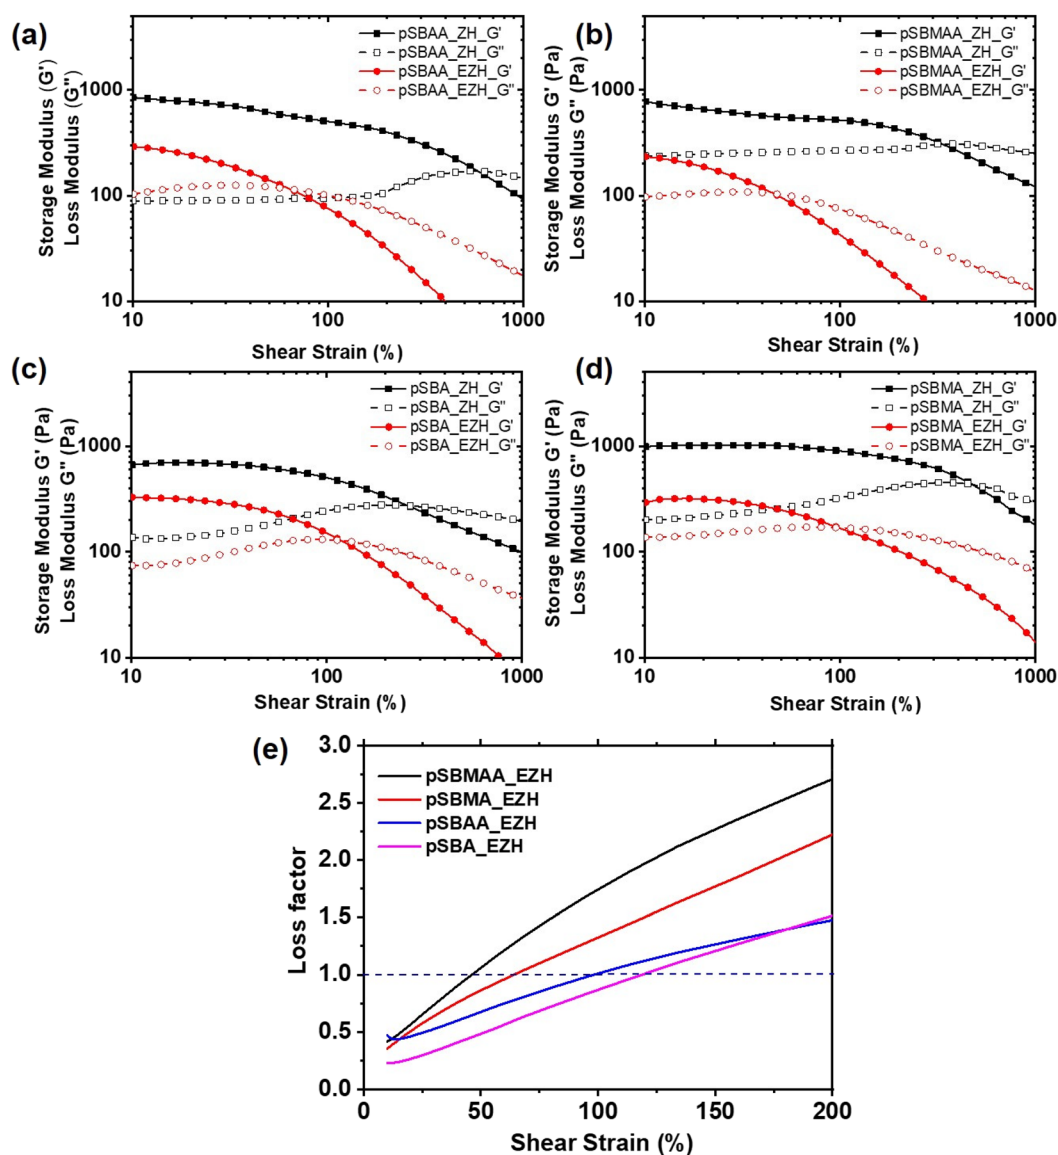 (a)
pSBAA_ZH_G'
pSBAA_ZH_G"
pSBAA_EZH_G'
pSBAA_EZH_G"
Storage Modulus (G')
Loss Modulus (G")
1000
100
10
10
100
1000
Shear Strain (%)
(b)
pSBMAA_ZH_G'
pSBMAA_ZH_G"
pSBMAA_EZH_G'
pSBMAA_EZH_G"
Storage Modulus G' (Pa)
Loss Modulus G" (Pa)
1000
100
10
10
100
1000
Shear Strain (%)
(c)
pSBA_ZH_G'
pSBA_ZH_G"
pSBA_EZH_G'
pSBA_EZH_G"
Storage Modulus G' (Pa)
Loss Modulus G" (Pa)
1000
100
10
10
100
1000
Shear Strain (%)
(d)
pSBMA_ZH_G'
pSBMA_ZH_G"
pSBMA_EZH_G'
pSBMA_EZH_G"
Storage Modulus G' (Pa)
Loss Modulus G" (Pa)
1000
100
10
10
100
1000
Shear Strain (%)
(e)
pSBMAA_EZH
pSBMA_EZH
pSBAA_EZH
pSBA_EZH
Loss factor
3.0
2.5
2.0
1.5
1.0
0.5
0.0
0
50
100
150
200
Shear Strain (%)